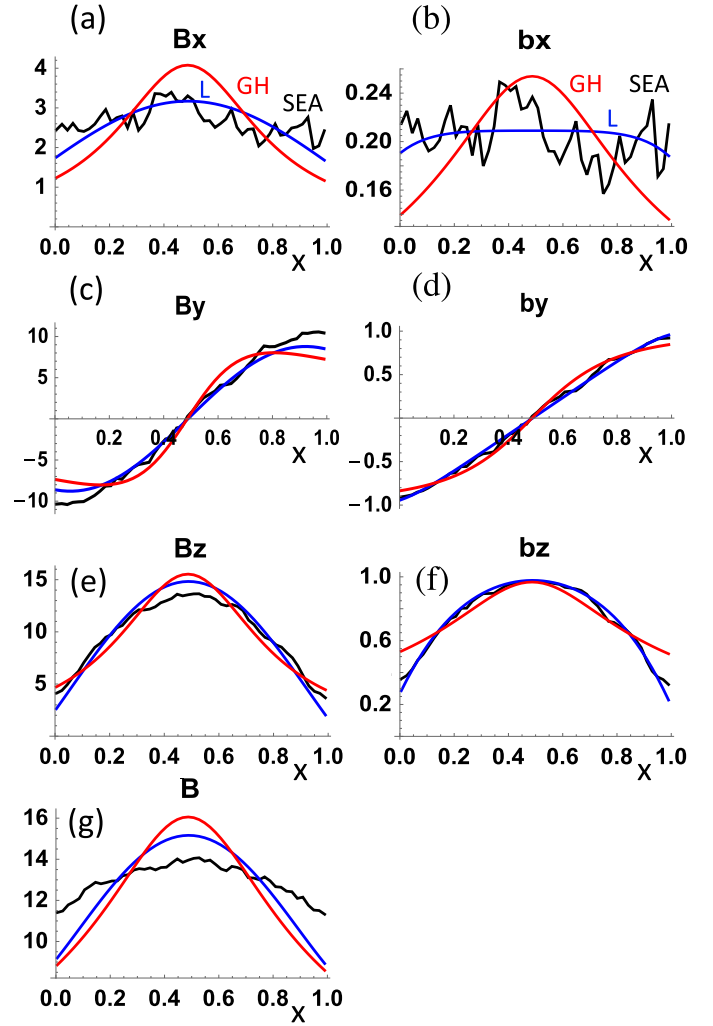 (a)
Bx
4
3
2
1
L
GH
SEA
0.0 0.2 0.4 0.6 0.8 1.0
X
(b)
bx
0.24
0.20
0.16
GH
SEA
L
0.0 0.2 0.4 0.6 0.8 1.0
X
(c)
By
10
5
−5
−10
0.2 0.4 0.6 0.8 1.0
X
(d)
by
1.0
0.5
−0.5
−1.0
0.2 0.4 0.6 0.8 1.0
X
(e)
Bz
15
10
5
0.0 0.2 0.4 0.6 0.8 1.0
X
(f)
bz
1.0
0.6
0.2
0.0 0.2 0.4 0.6 0.8 1.0
X
(g)
B
16
14
12
10
0.0 0.2 0.4 0.6 0.8 1.0
X